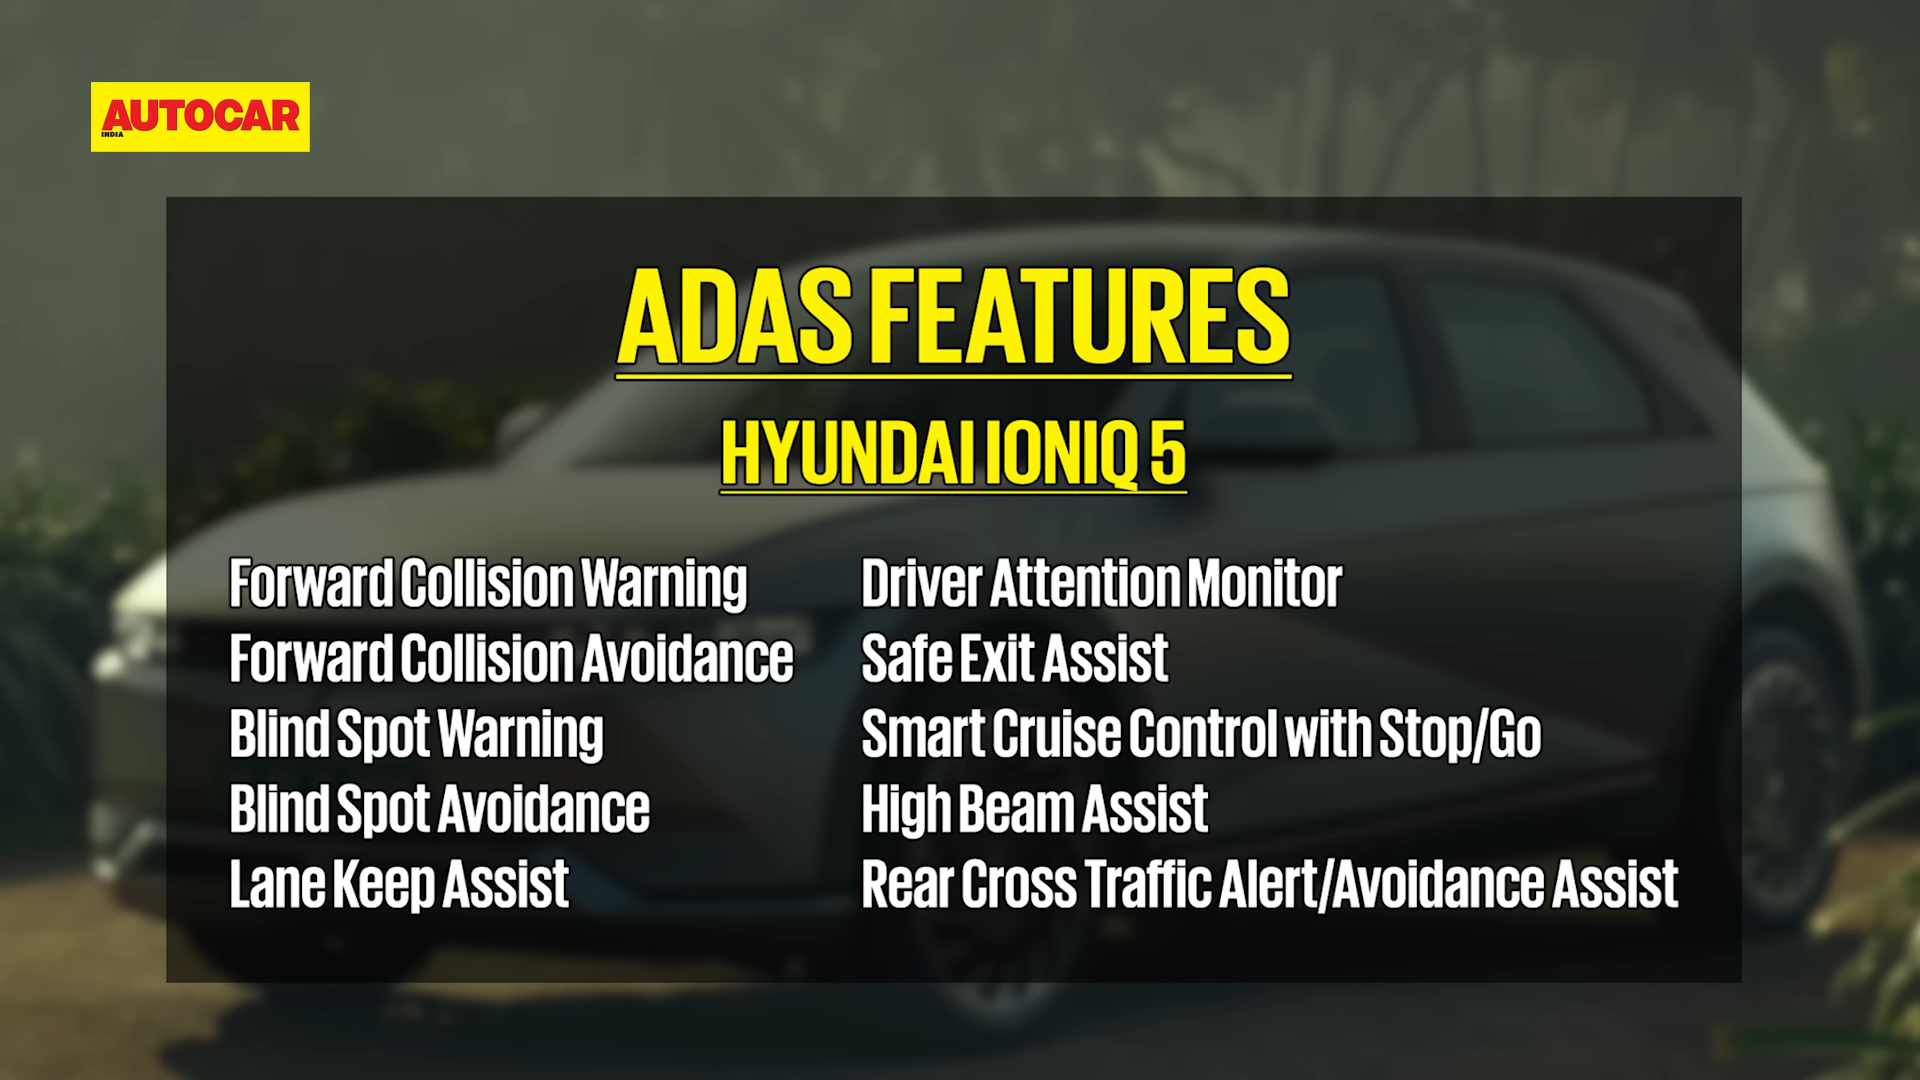 AUTOCAR
INDIA
ADAS FEATURES
HYUNDAI IONIQ 5
Forward Collision Warning
Forward Collision Avoidance
Blind Spot Warning
Blind Spot Avoidance
Lane Keep Assist
Driver Attention Monitor
Safe Exit Assist
Smart Cruise Control with Stop/Go
High Beam Assist
Rear Cross Traffic Alert/Avoidance Assist